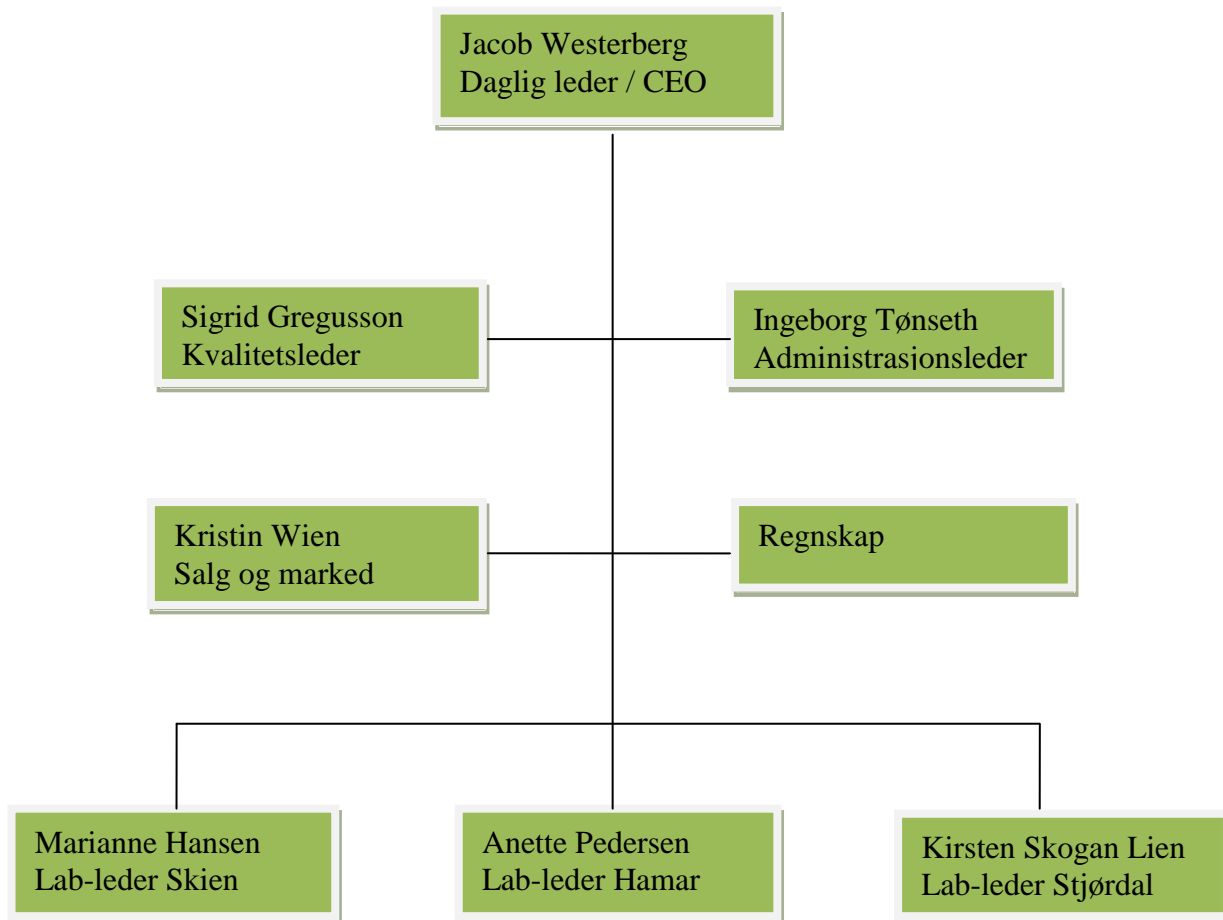 Jacob Westerberg
Daglig leder / CEO
Sigrid Gregusson
Kvalitetsleder
Ingeborg Tønseth
Administrasjonsleder
Kristin Wien
Salg og marked
Regnskap
Marianne Hansen
Lab-leder Skien
Anette Pedersen
Lab-leder Hamar
Kirsten Skogan Lien
Lab-leder Stjørdal